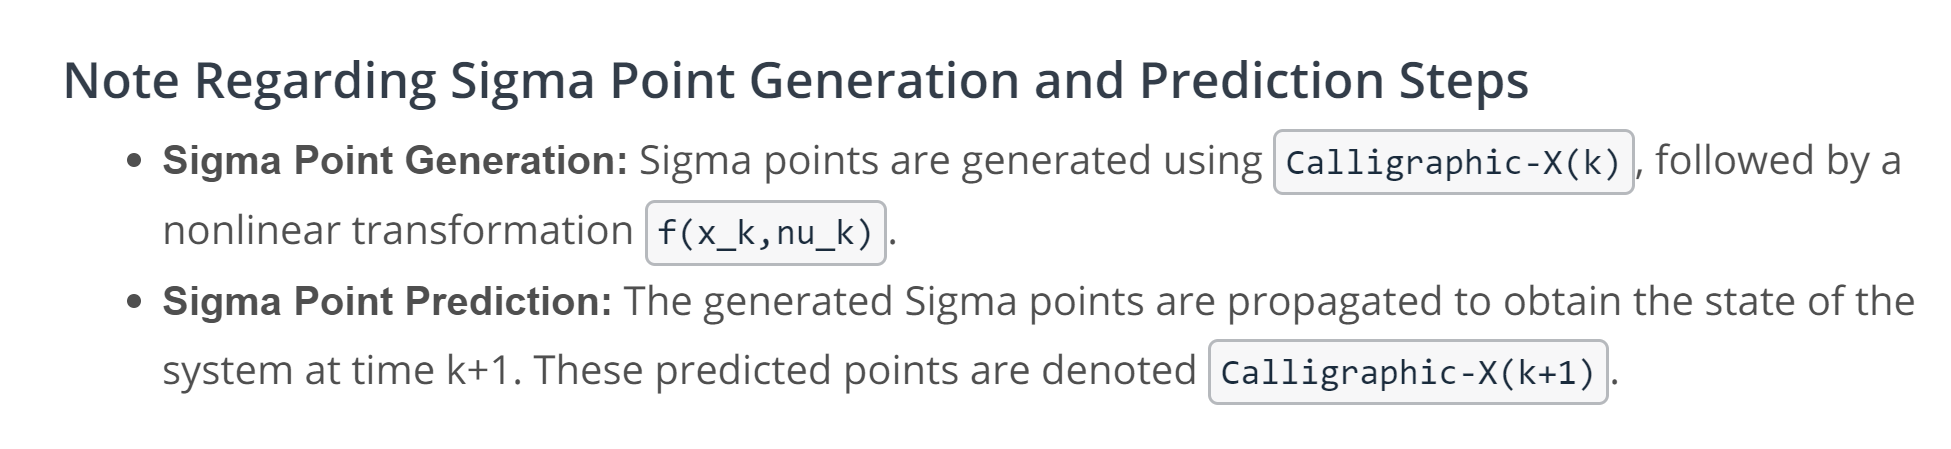 Note Regarding Sigma Point Generation and Prediction Steps
• Sigma Point Generation: Sigma points are generated using Calligraphic-X(k), followed by a
nonlinear transformation f(x_k,nu_k).
• Sigma Point Prediction: The generated Sigma points are propagated to obtain the state of the
system at time k+1. These predicted points are denoted Calligraphic-X(k+1).